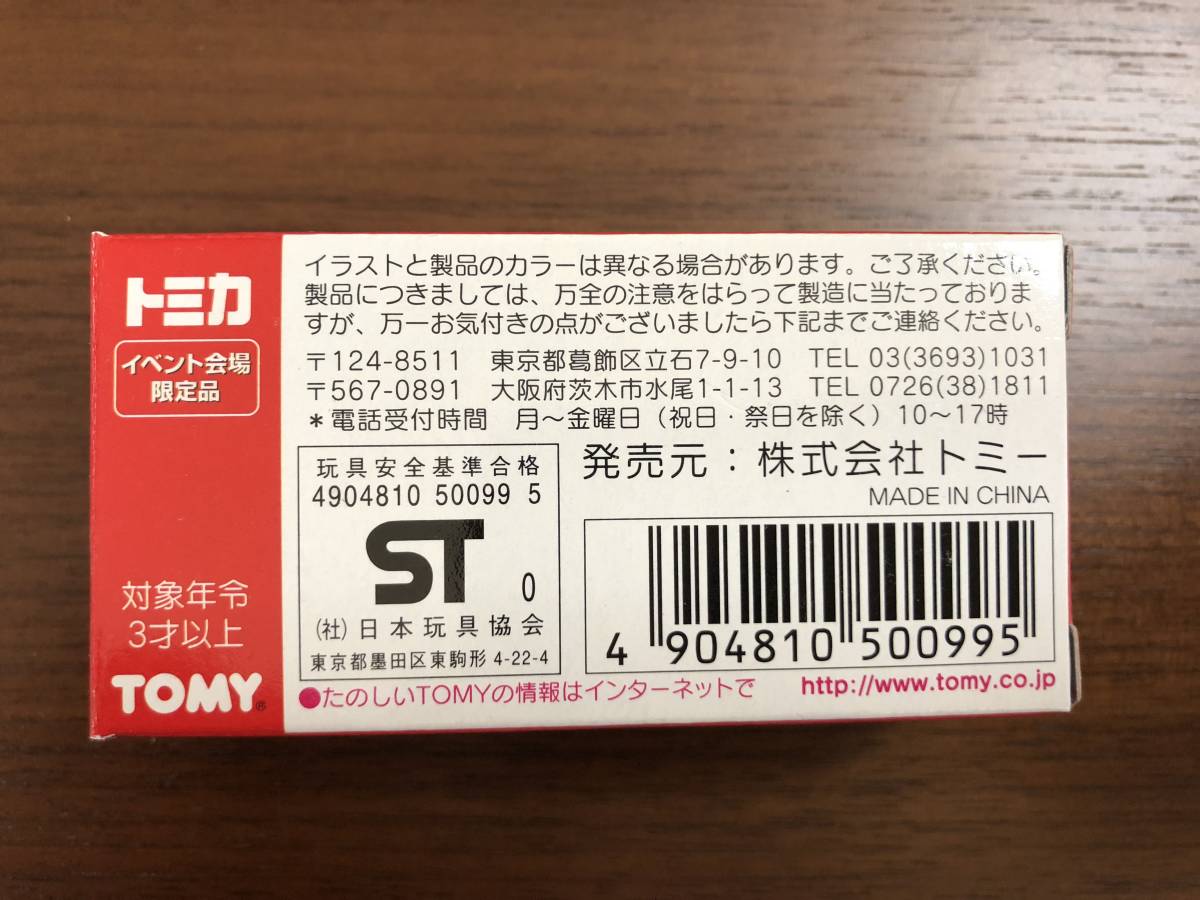 トミカ
イベント会場
限定品
対象年令
3才以上
TOMY®
イラストと製品のカラーは異なる場合があります。ご了承ください。
製品につきましては、万全の注意をはらって製造に当たっておりま
すが、万一お気付きの点がございましたら下記までご連絡ください。
〒124-8511 東京都葛飾区立石7-9-10 TEL 03(3693)1031
〒567-0891 大阪府茨木市水尾1-1-13 TEL 0726(38)1811
*電話受付時間 月〜金曜日(祝日・祭日を除く)10〜17時
玩具安全基準合格
4904810 50099 5
ST 0
(社)日本玩具協会
東京都墨田区東駒形 4-22-4
発売元:株式会社トミー
MADE IN CHINA
4 904810 500995
●たのしいTOMYの情報はインターネットで http://www.tomy.co.jp